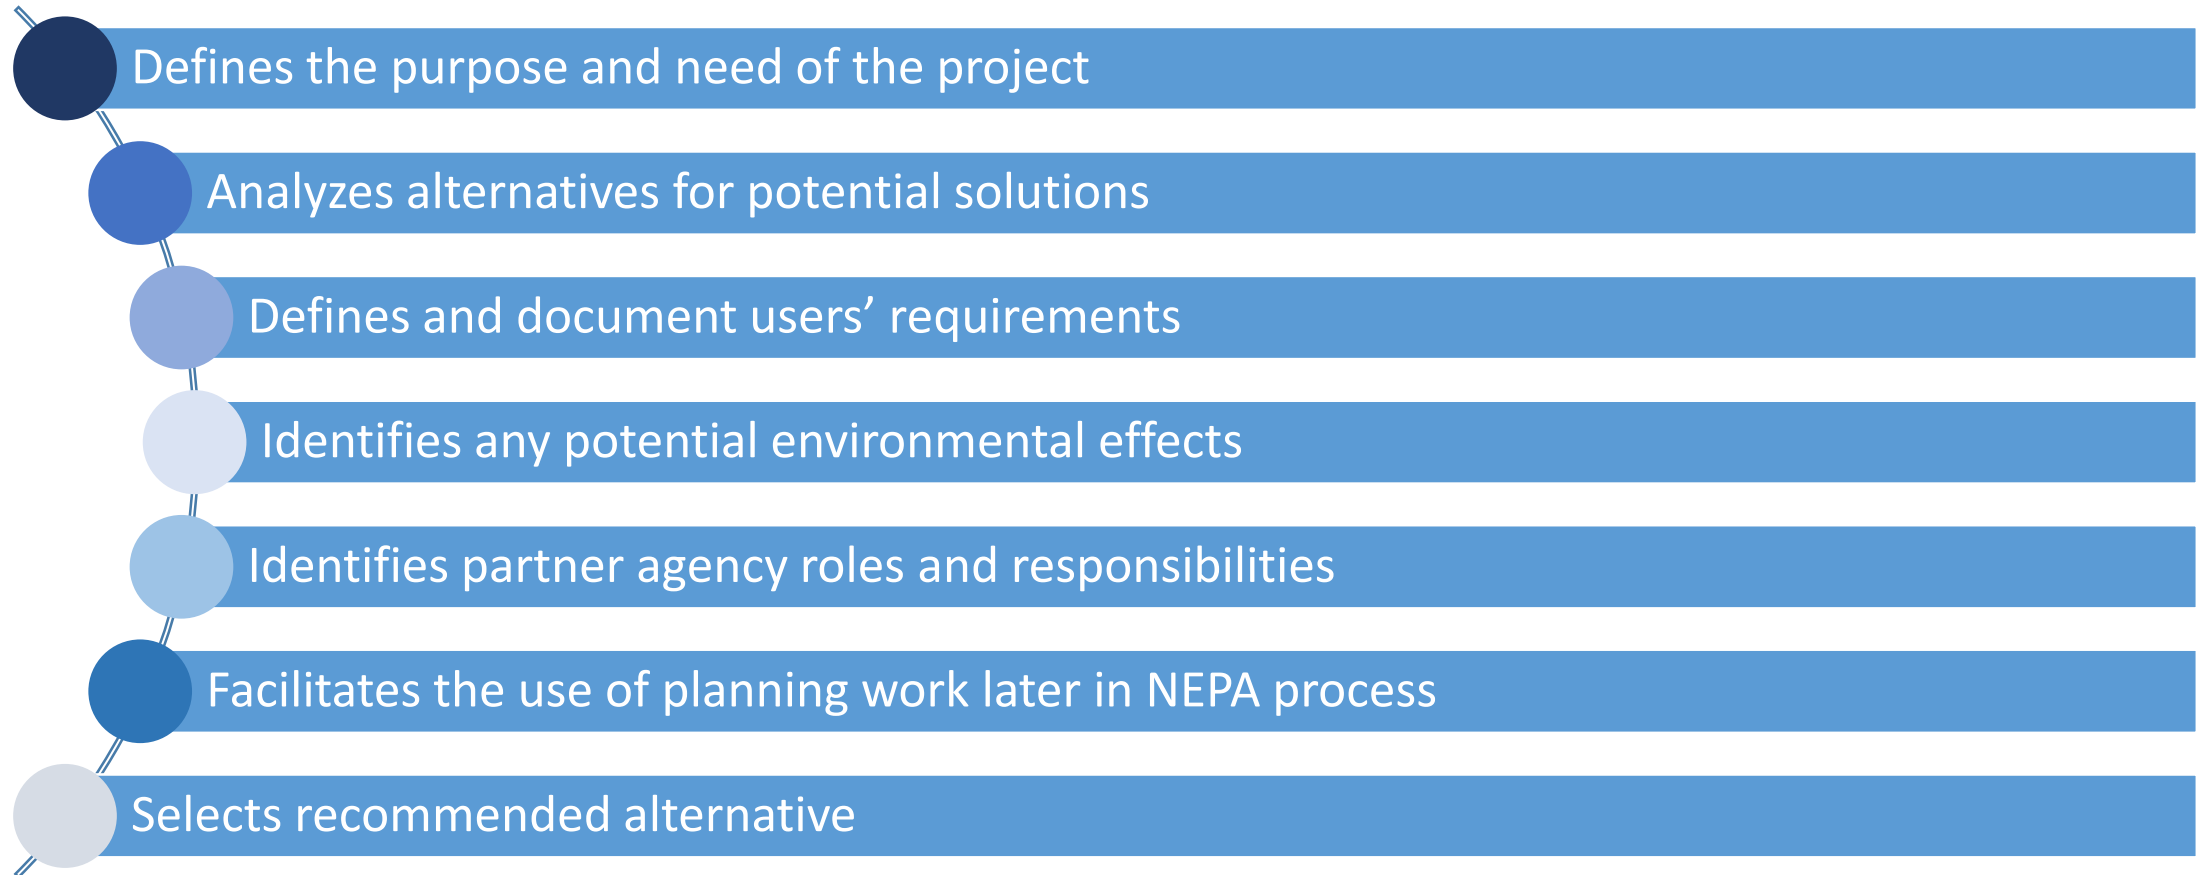 Defines the purpose and need of the project
Analyzes alternatives for potential solutions
Defines and document users’ requirements
Identifies any potential environmental effects
Identifies partner agency roles and responsibilities
Facilitates the use of planning work later in NEPA process
Selects recommended alternative